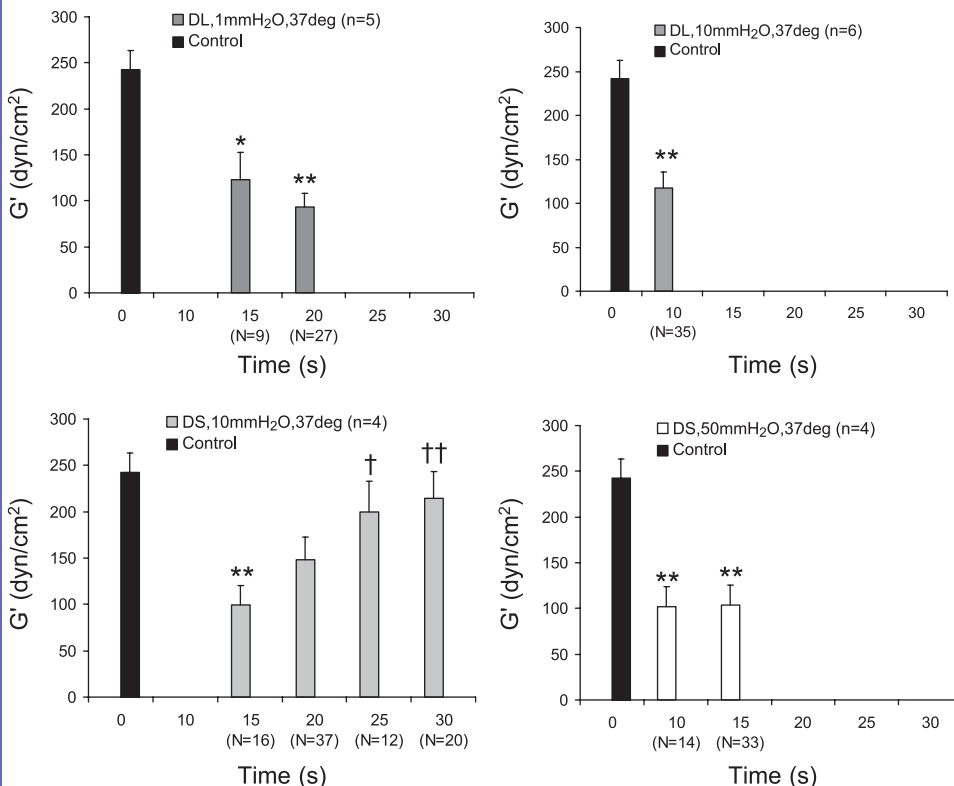 DL,1mmH₂O,37deg (n=5)
Control
G' (dyn/cm²)
300
250
200
150
100
50
0
*
**
0 10 15 20 25 30
(N=9) (N=27)
Time (s)
DL,10mmH₂O,37deg (n=6)
Control
G' (dyn/cm²)
300
250
200
150
100
50
0
**
0 10 15 20 25 30
(N=35)
Time (s)
DS,10mmH₂O,37deg (n=4)
Control
G' (dyn/cm²)
300
250
200
150
100
50
0
**
†
††
0 10 15 20 25 30
(N=16) (N=37) (N=12) (N=20)
Time (s)
DS,50mmH₂O,37deg (n=4)
Control
G' (dyn/cm²)
300
250
200
150
100
50
0
** **
0 10 15 20 25 30
(N=14) (N=33)
Time (s)